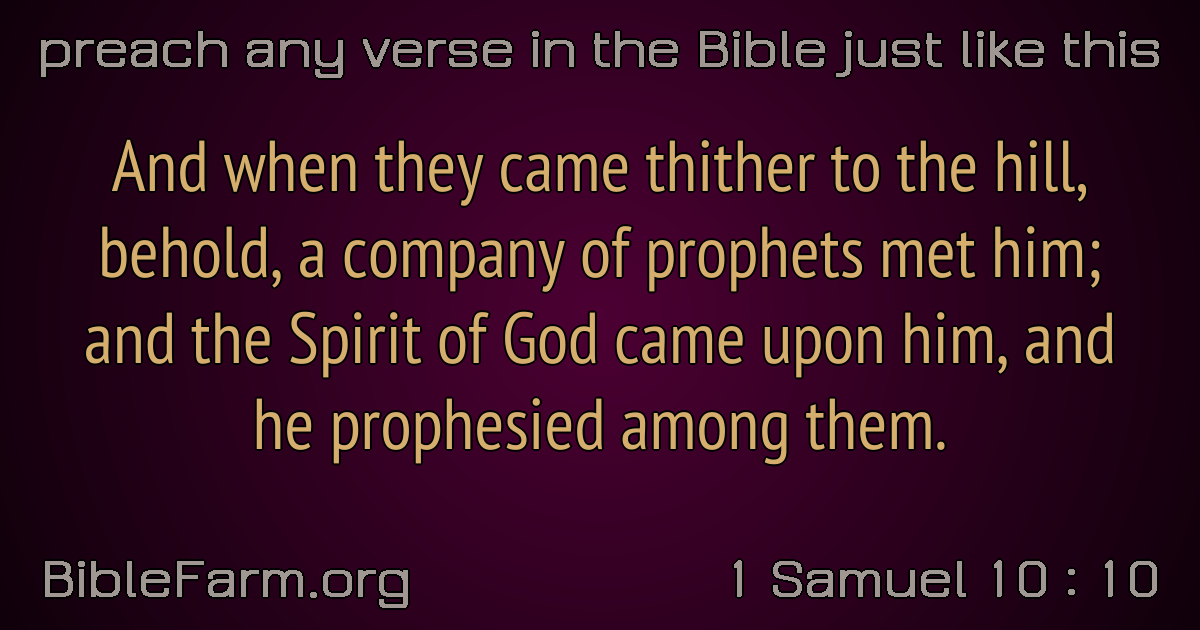 preach any verse in the Bible just like this
And when they came thither to the hill,
behold, a company of prophets met him;
and the Spirit of God came upon him, and
he prophesied among them.
BibleFarm.org
1 Samuel 10 : 10